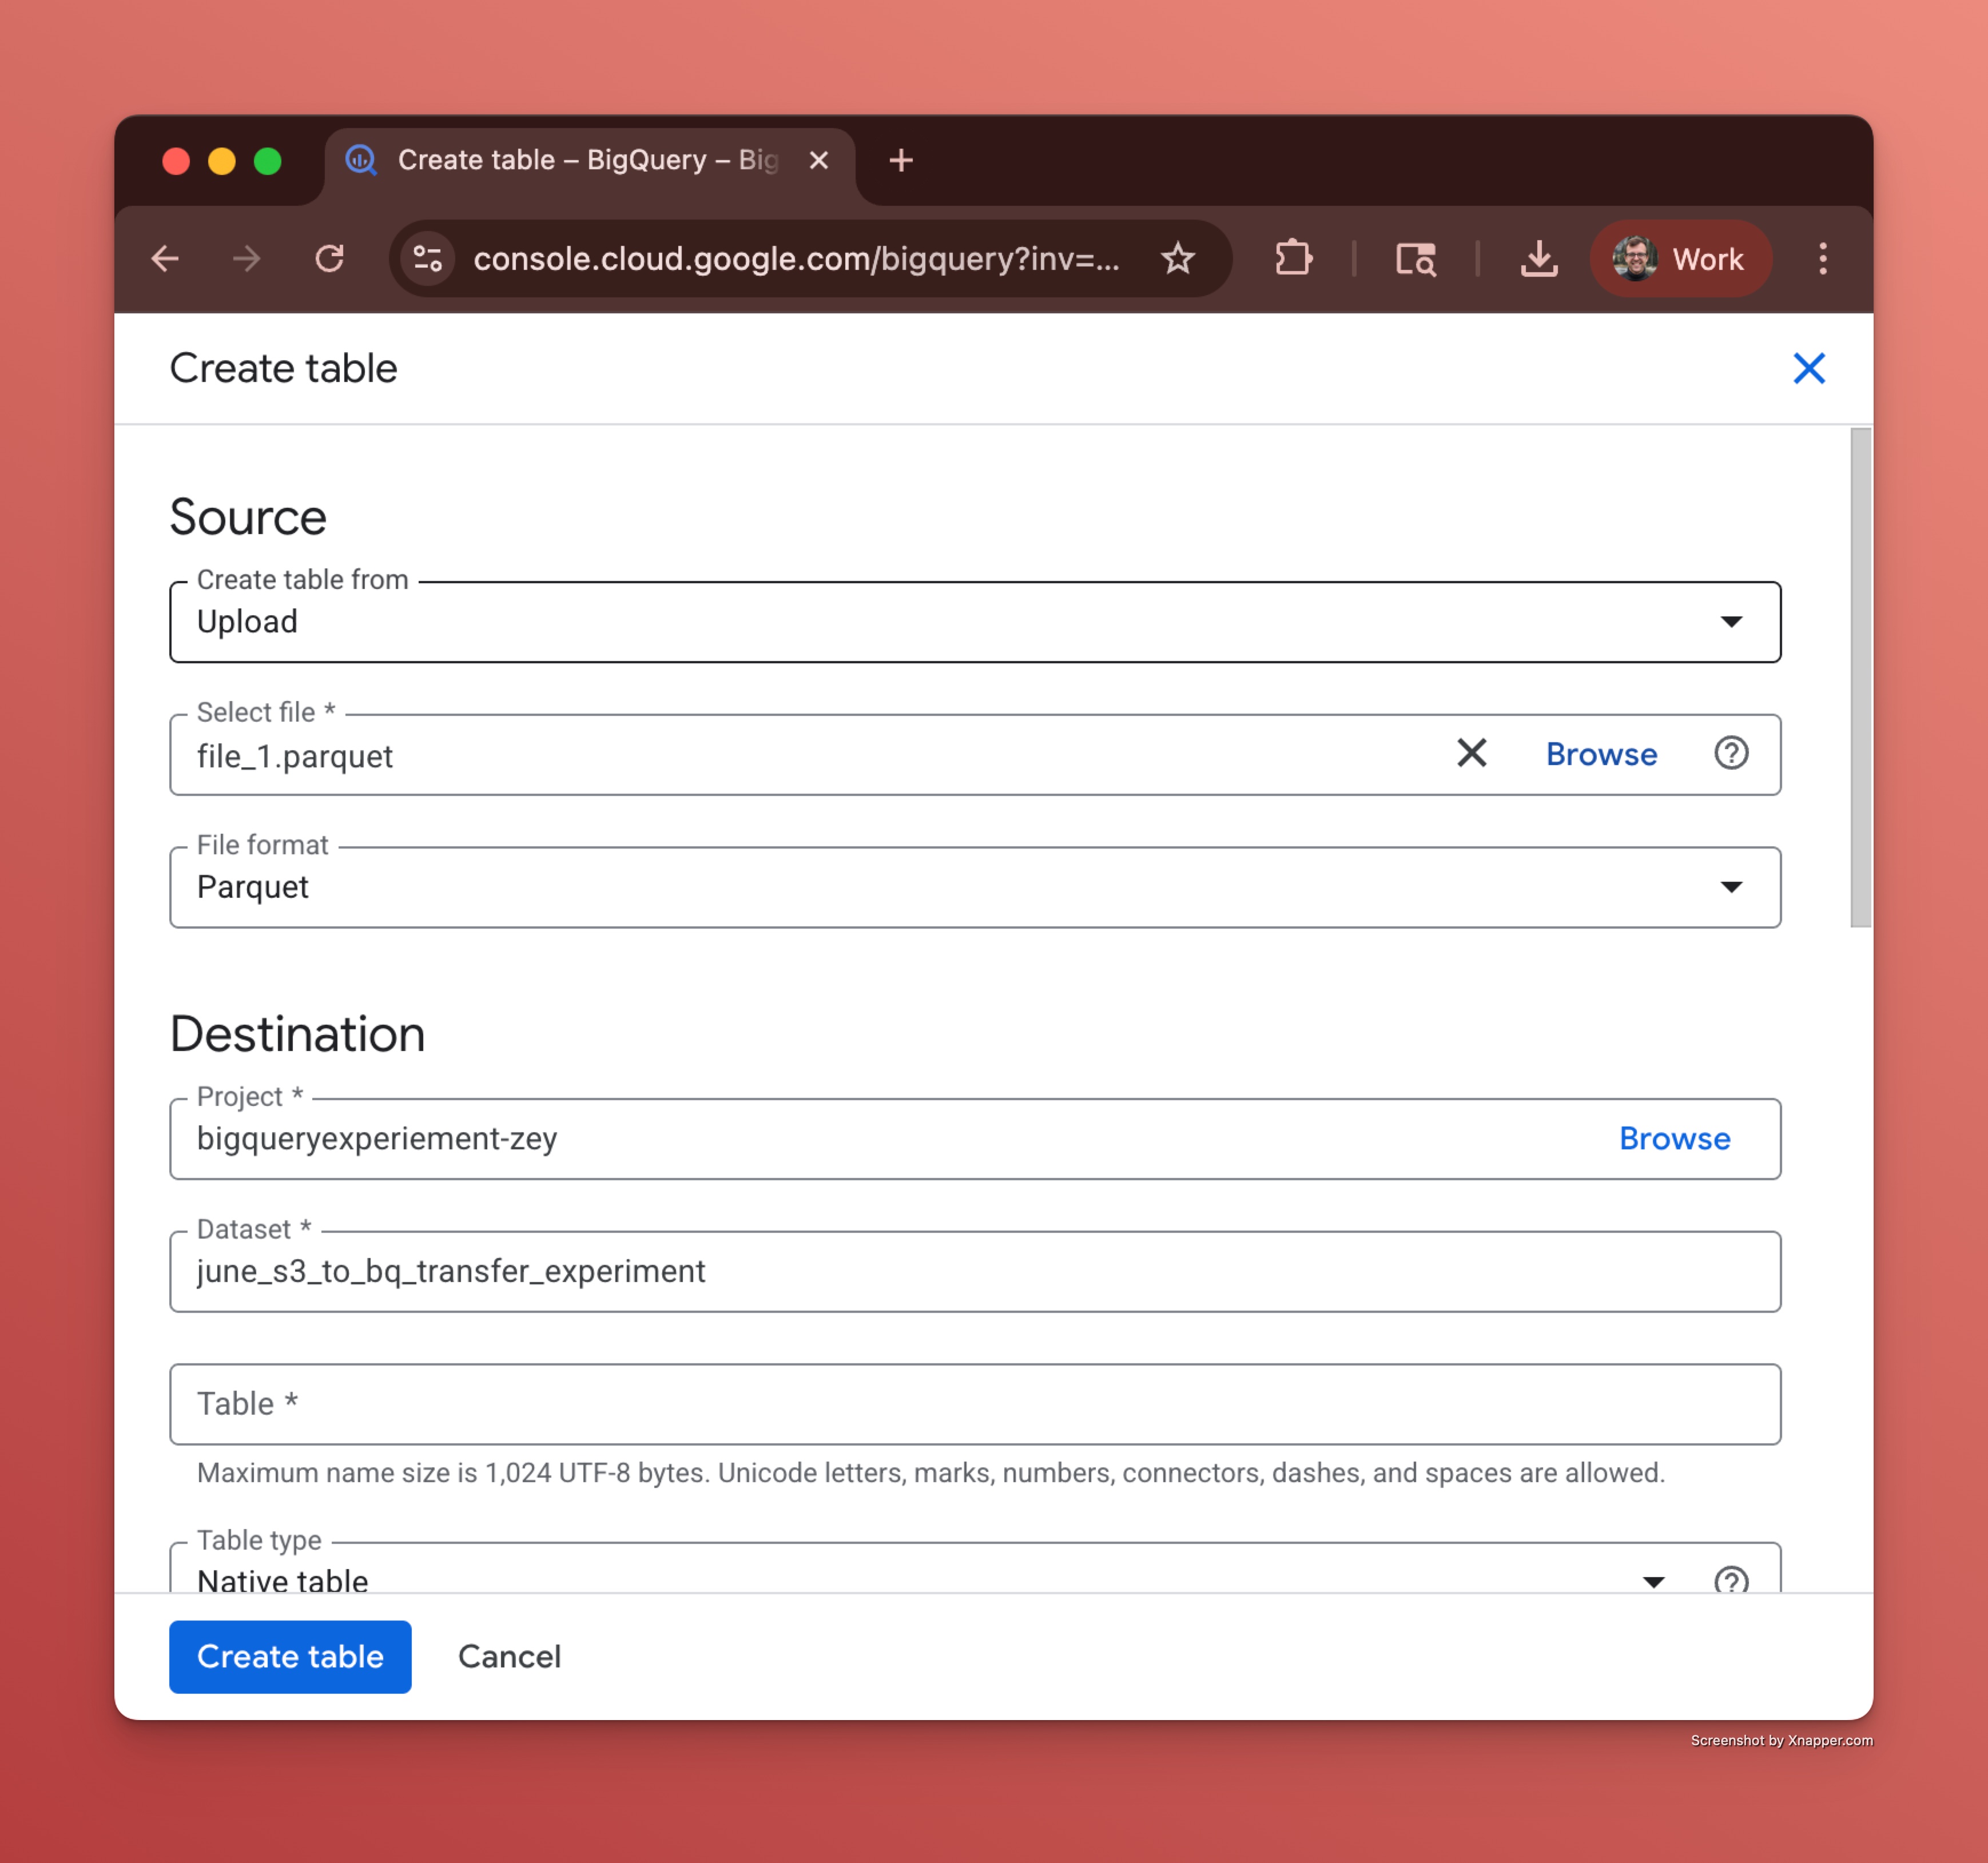 Create table – BigQuery – Big
console.cloud.google.com/bigquery?inv=...
Work
Create table
Source
Create table from
Upload
Select file *
file_1.parquet
Browse
File format
Parquet
Destination
Project *
bigqueryexperiement-zey
Browse
Dataset *
june_s3_to_bq_transfer_experiment
Table *
Maximum name size is 1,024 UTF-8 bytes. Unicode letters, marks, numbers, connectors, dashes, and spaces are allowed.
Table type
Native table
Create table
Cancel
Screenshot by Xnapper.com